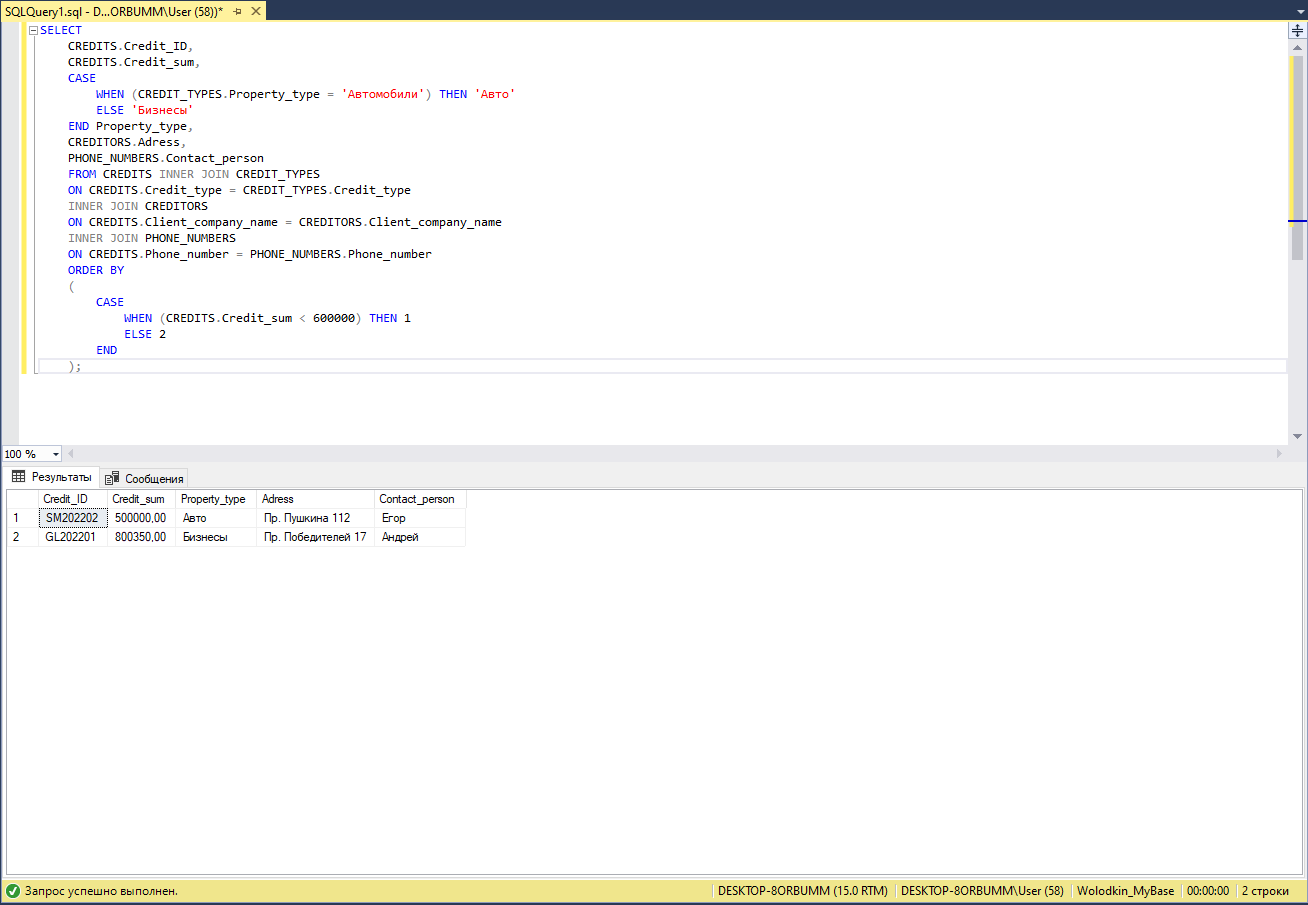 SQLQuery1.sql - D...ORBUMM\User (58))*
SELECT
CREDITS.Credit_ID,
CREDITS.Credit_sum,
CASE
WHEN (CREDIT_TYPES.Property_type = 'Автомобили') THEN 'Авто'
ELSE 'Бизнесы'
END Property_type,
CREDITORS.Adress,
PHONE_NUMBERS.Contact_person
FROM CREDITS INNER JOIN CREDIT_TYPES
ON CREDITS.Credit_type = CREDIT_TYPES.Credit_type
INNER JOIN CREDITORS
ON CREDITS.Client_company_name = CREDITORS.Client_company_name
INNER JOIN PHONE_NUMBERS
ON CREDITS.Phone_number = PHONE_NUMBERS.Phone_number
ORDER BY
(
CASE
WHEN (CREDITS.Credit_sum < 600000) THEN 1
ELSE 2
END
);
100 %
Результаты Сообщения
Credit_ID Credit_sum Property_type Adress Contact_person
1 SM202202 500000,00 Авто Пр. Пушкина 112 Егор
2 GL202201 800350,00 Бизнесы Пр. Победителей 17 Андрей
Запрос успешно выполнен. DESKTOP-8ORBUMM (15.0 RTM) DESKTOP-8ORBUMM\User (58) Wolodkin_MyBase 00:00:00 2 строки